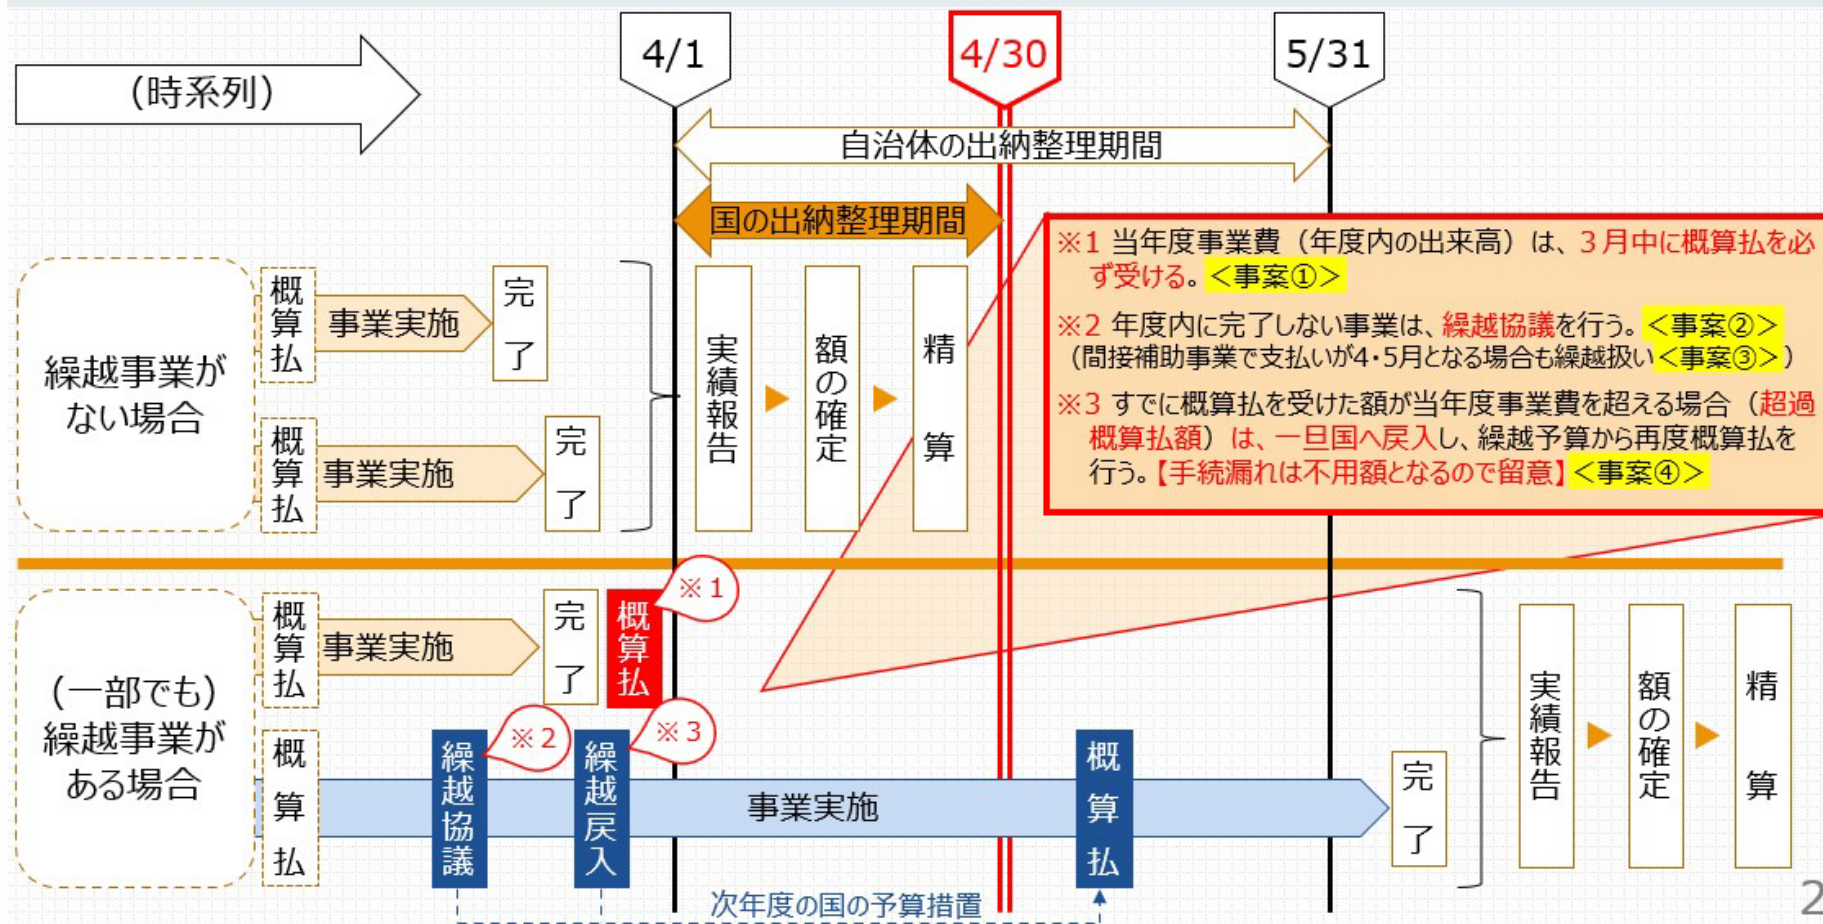 (時系列)
4/1
4/30
5/31
自治体の出納整理期間
国の出納整理期間
繰越事業が
ない場合
概算払
事業実施
完了
概算払
事業実施
完了
実績報告
額の確定
精算
※1 当年度事業費（年度内の出来高）は、３月中に概算払を必
ず受ける。＜事案①＞
※2 年度内に完了しない事業は、繰越協議を行う。＜事案②＞
（間接補助事業で支払いが4・5月となる場合も繰越扱い＜事案③＞）
※3 すでに概算払を受けた額が当年度事業費を超える場合（超過
概算払額）は、一旦国へ戻入し、繰越予算から再度概算払を
行う。【手続漏れは不用額となるので留意】＜事案④＞
(一部でも)
繰越事業が
ある場合
概算払
事業実施
完了
概算払
※1
概算払
繰越協議
※2
繰越戻入
※3
事業実施
概算払
完了
実績報告
額の確定
精算
次年度の国の予算措置
2